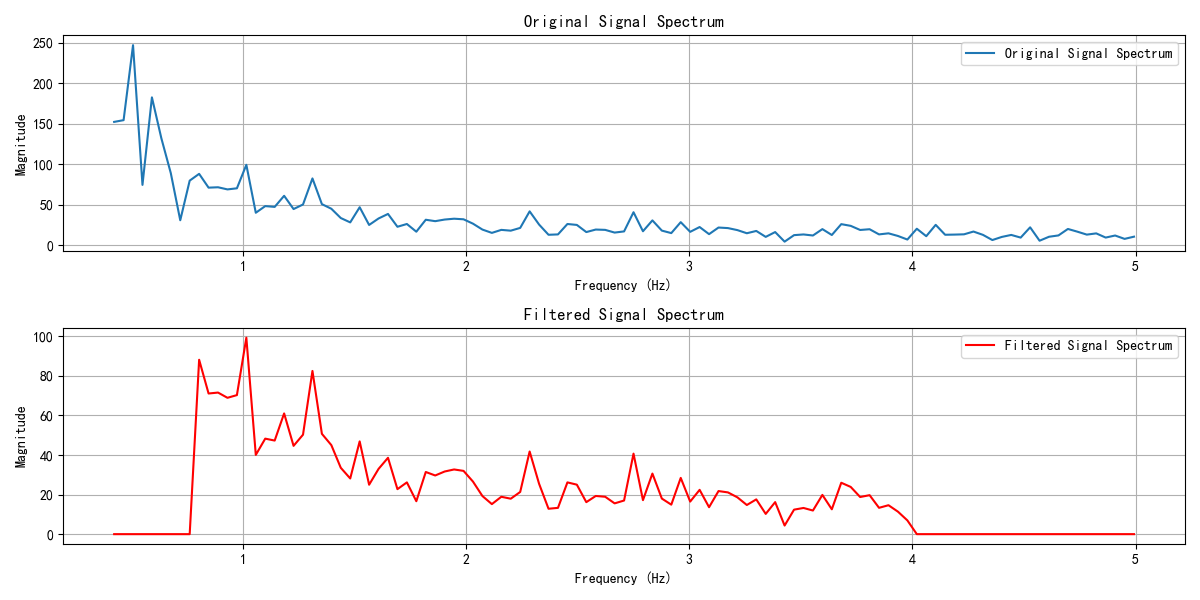 Original Signal Spectrum
250
200
150
100
50
0
Magnitude
Original Signal Spectrum
1
2
3
4
5
Frequency (Hz)
Filtered Signal Spectrum
100
80
60
40
20
0
Magnitude
Filtered Signal Spectrum
1
2
3
4
5
Frequency (Hz)